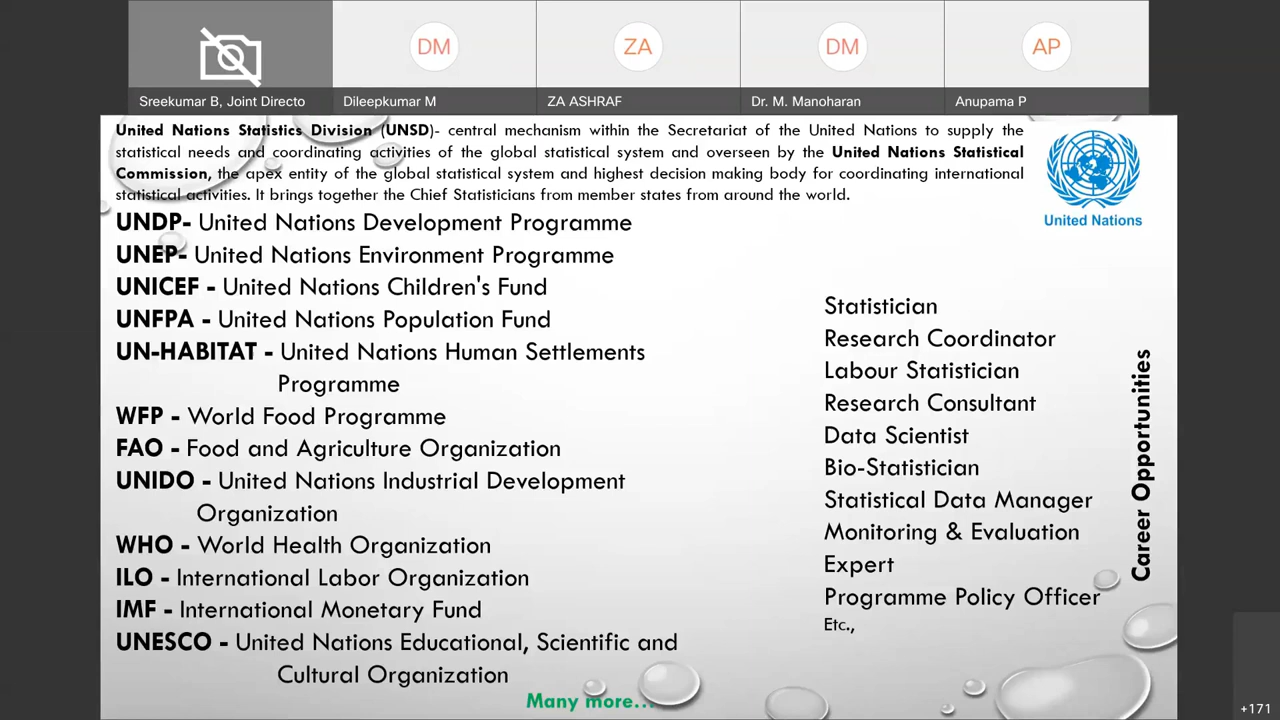 DM
ZA
DM
AP
Sreekumar B, Joint Directo
Dileepkumar M
ZA ASHRAF
Dr. M. Manoharan
Anupama P
United Nations Statistics Division (UNSD)- central mechanism within the Secretariat of the United Nations to supply the
statistical needs and coordinating activities of the global statistical system and overseen by the United Nations Statistical
Commission, the apex entity of the global statistical system and highest decision making body for coordinating international
statistical activities. It brings together the Chief Statisticians from member states from around the world.
United Nations
UNDP- United Nations Development Programme
UNEP- United Nations Environment Programme
UNICEF - United Nations Children's Fund
UNFPA - United Nations Population Fund
UN-HABITAT - United Nations Human Settlements
Programme
WFP - World Food Programme
FAO - Food and Agriculture Organization
UNIDO - United Nations Industrial Development
Organization
WHO - World Health Organization
ILO - International Labor Organization
IMF - International Monetary Fund
UNESCO - United Nations Educational, Scientific and
Cultural Organization
Many more...
Statistician
Research Coordinator
Labour Statistician
Research Consultant
Data Scientist
Bio-Statistician
Statistical Data Manager
Monitoring & Evaluation
Expert
Programme Policy Officer
Etc.,
Career Opportunities
+171